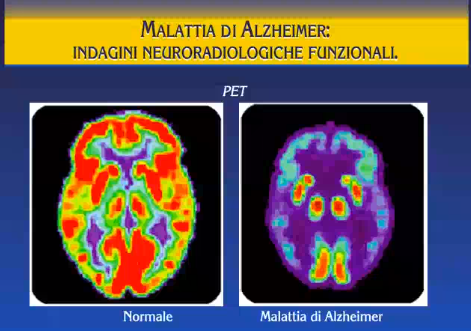 MALATTIA DI ALZHEIMER:
INDAGINI NEURORADIOLOGICHE FUNZIONALI.
PET
Normale
Malattia di Alzheimer